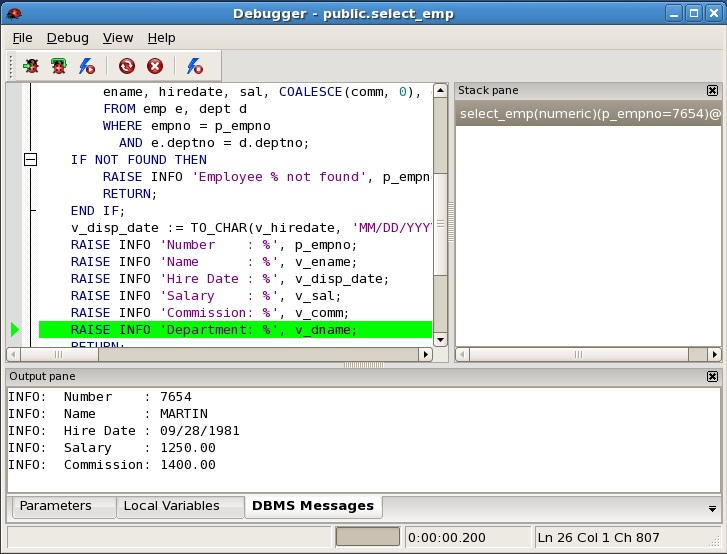 Debugger - public.select_emp
File Debug View Help
ename, hiredate, sal, COALESCE(comm, 0),
FROM emp e, dept d
WHERE empno = p_empno
AND e.deptno = d.deptno;
IF NOT FOUND THEN
RAISE INFO 'Employee % not found', p_empn
RETURN;
END IF;
v_disp_date := TO_CHAR(v_hiredate, 'MM/DD/YYY
RAISE INFO 'Number    : %', p_empno;
RAISE INFO 'Name      : %', v_ename;
RAISE INFO 'Hire Date : %', v_disp_date;
RAISE INFO 'Salary    : %', v_sal;
RAISE INFO 'Commission: %', v_comm;
RAISE INFO 'Department: %', v_dname;
RETURN;
Stack pane
select_emp(numeric)(p_empno=7654)@
Output pane
INFO:  Number    : 7654
INFO:  Name      : MARTIN
INFO:  Hire Date : 09/28/1981
INFO:  Salary    : 1250.00
INFO:  Commission: 1400.00
Parameters Local Variables DBMS Messages
0:00:00.200 Ln 26 Col 1 Ch 807